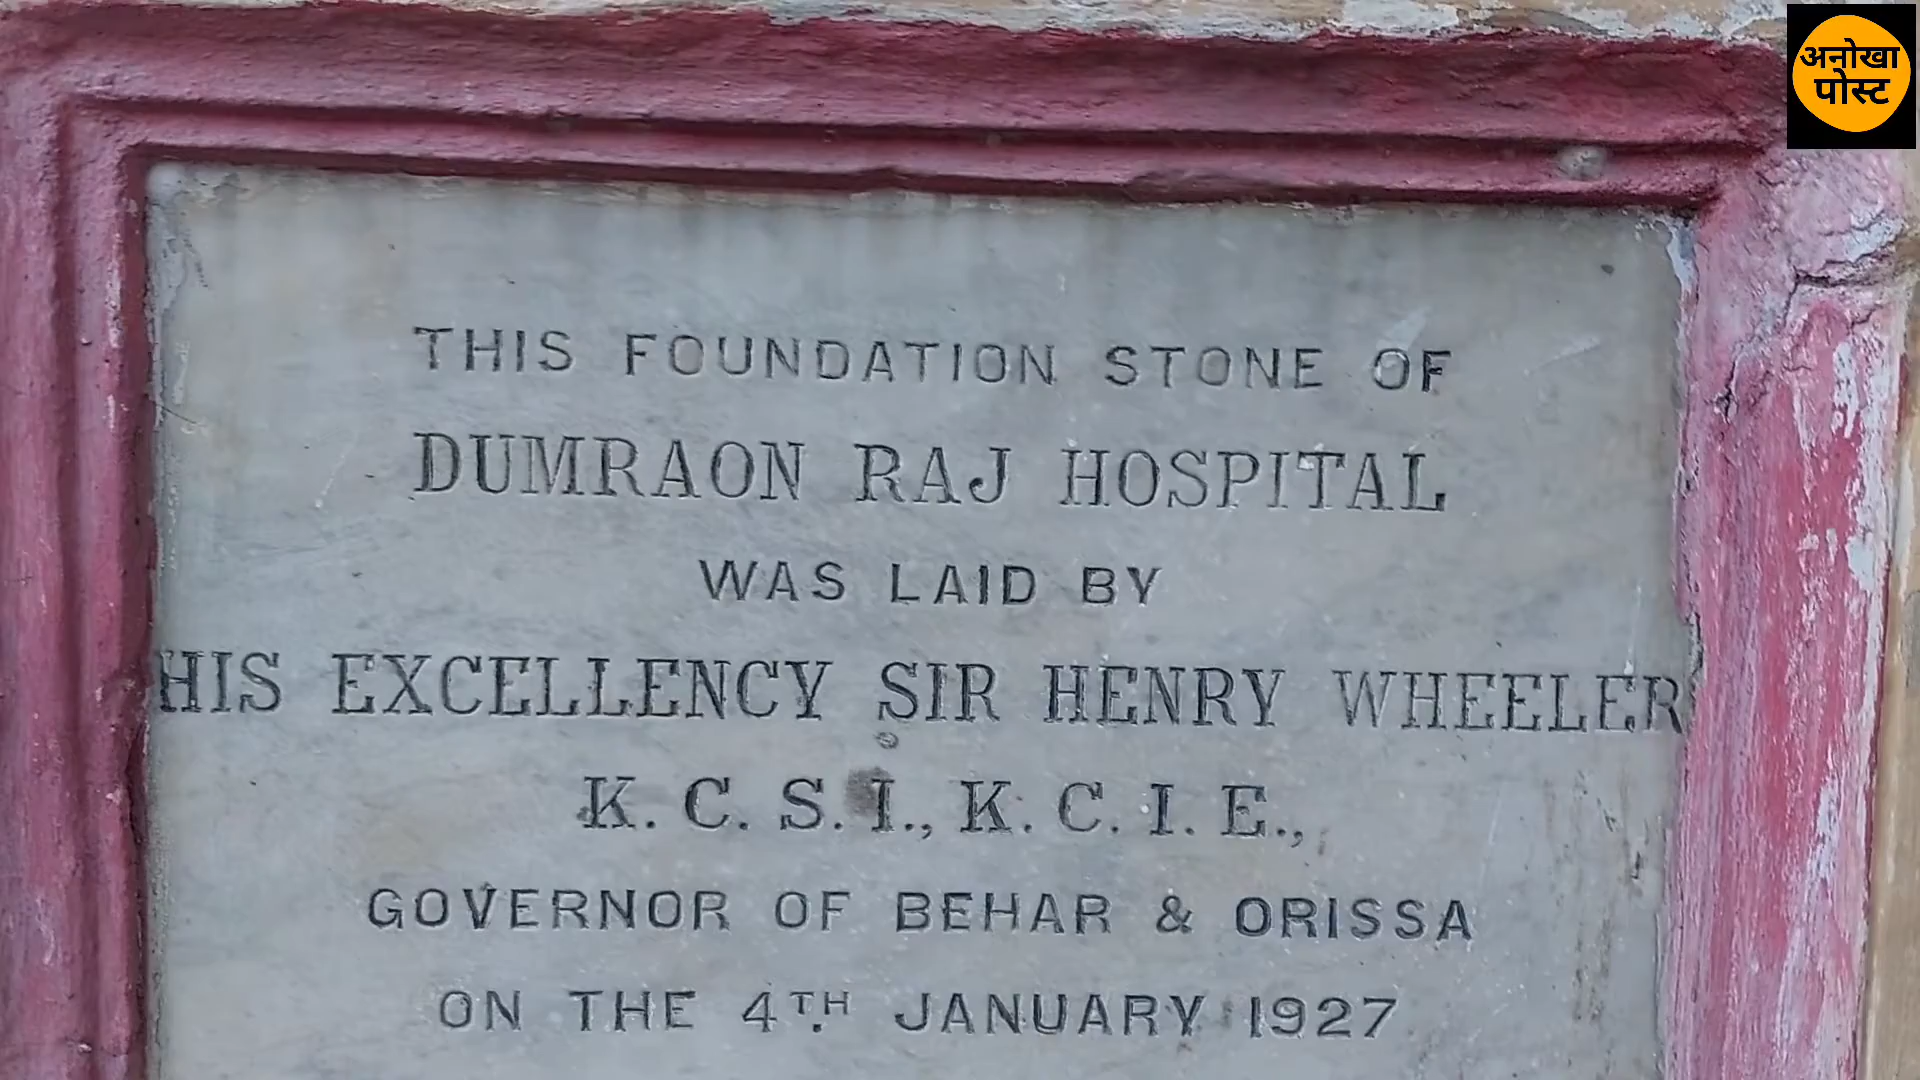 अनोखा
पोस्ट
THIS FOUNDATION STONE OF
DUMRAON RAJ HOSPITAL
WAS LAID BY
HIS EXCELLENCY SIR HENRY WHEELER
K. C. S. I., K. C. I. E.,
GOVERNOR OF BEHAR & ORISSA
ON THE 4TH JANUARY 1927